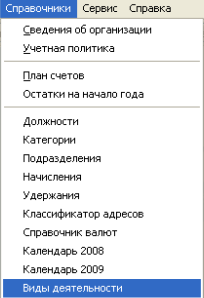 Справочники Сервис Справка
Сведения об организации
Учетная политика
План счетов
Остатки на начало года
Должности
Категории
Подразделения
Начисления
Удержания
Классификатор адресов
Справочник валют
Календарь 2008
Календарь 2009
Виды деятельности